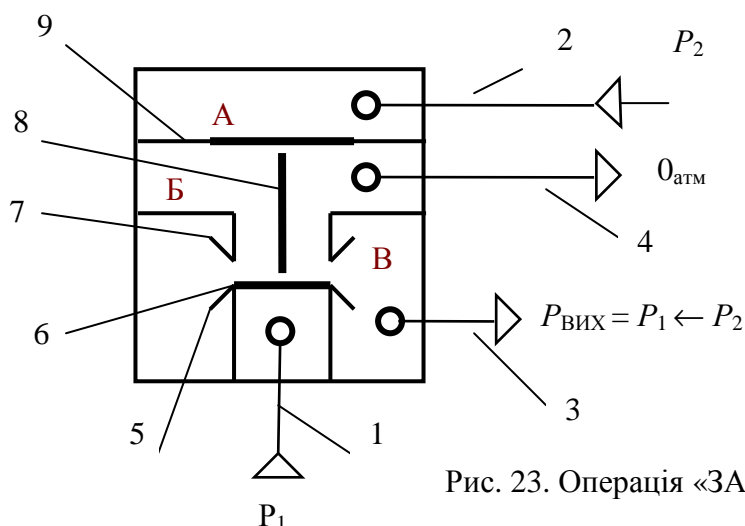 9
2
P₂
8
А
Б
0атм
7
4
В
6
PВИХ = P₁ ← P₂
5
1
3
Рис. 23. Операція «ЗА
P₁